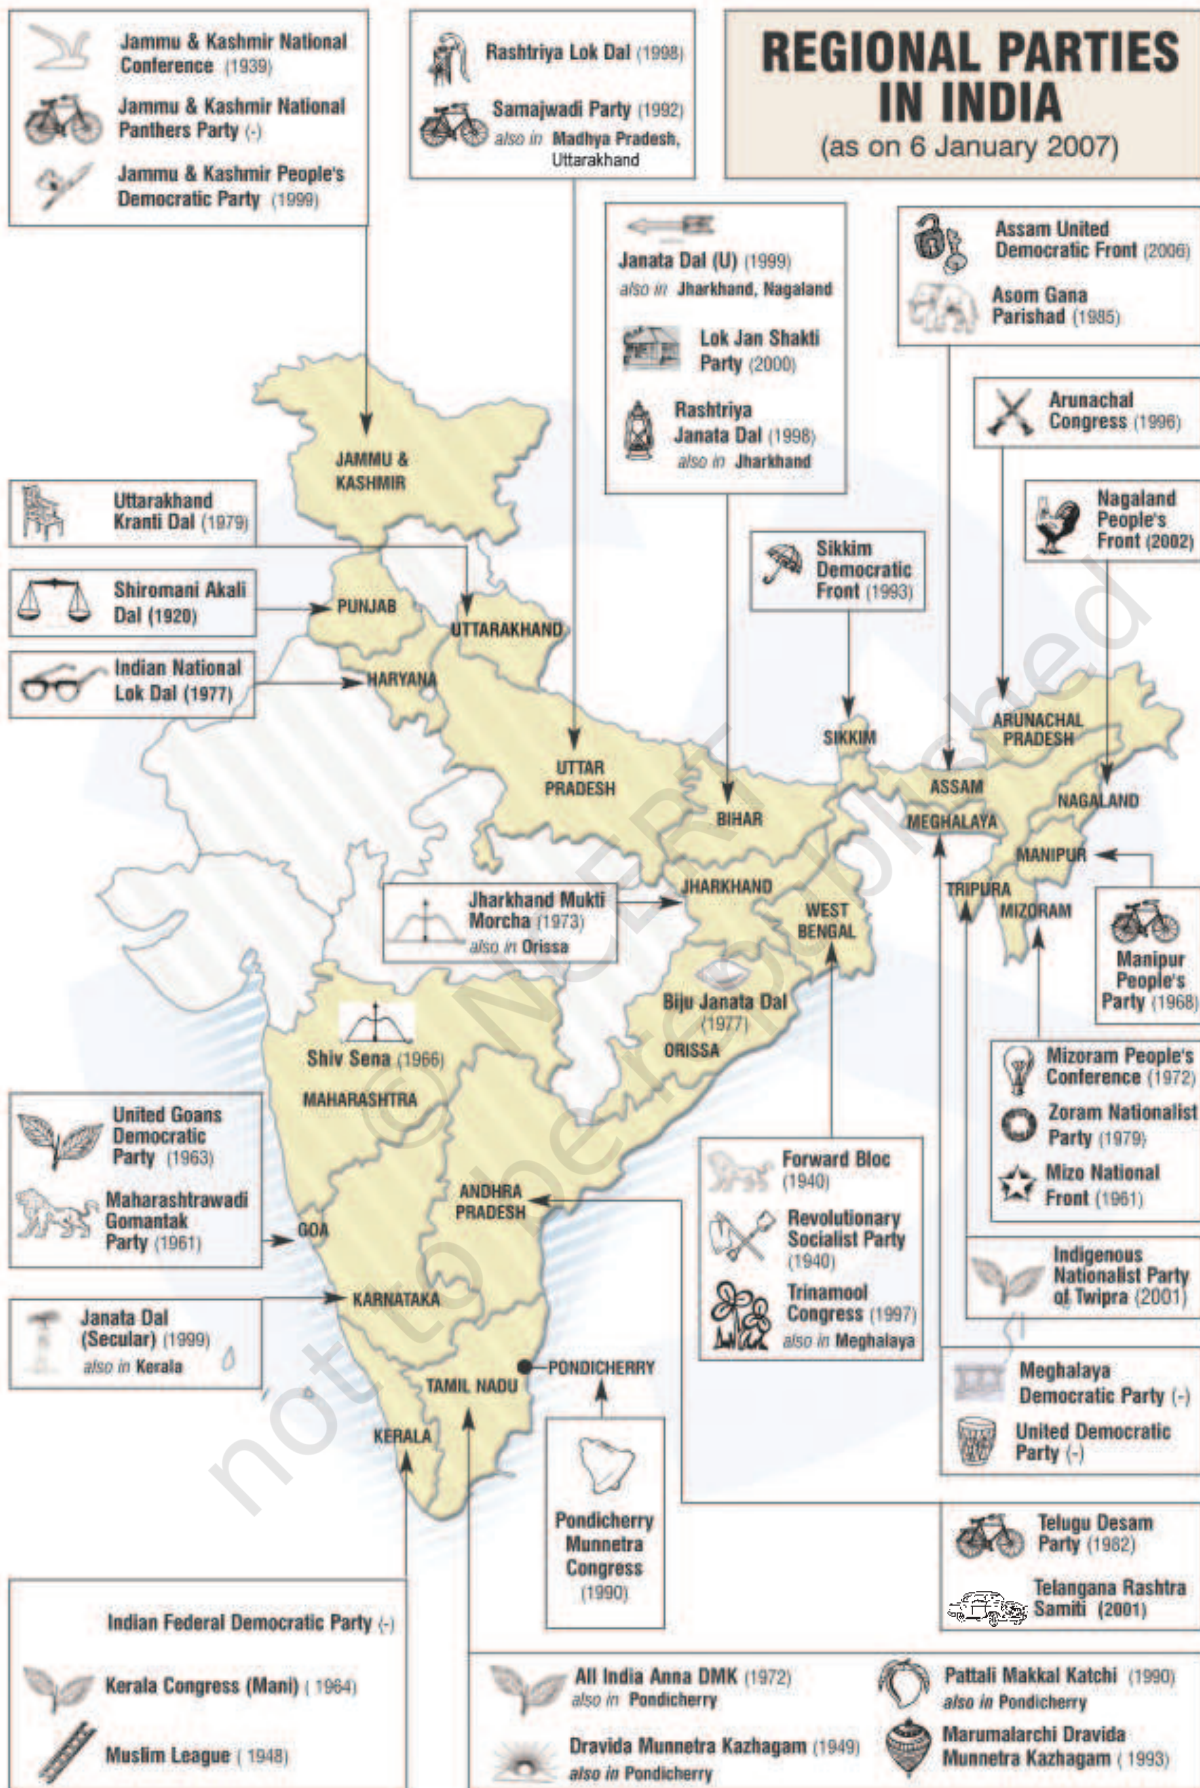 REGIONAL PARTIES
IN INDIA
(as on 6 January 2007)
Jammu & Kashmir National
Conference (1939)
Jammu & Kashmir National
Panthers Party (-)
Jammu & Kashmir People's
Democratic Party (1999)
Rashtriya Lok Dal (1998)
Samajwadi Party (1992)
also in Madhya Pradesh,
Uttarakhand
Janata Dal (U) (1999)
also in Jharkhand, Nagaland
Lok Jan Shakti
Party (2000)
Rashtriya
Janata Dal (1998)
also in Jharkhand
Assam United
Democratic Front (2006)
Asom Gana
Parishad (1985)
Arunachal
Congress (1996)
Nagaland
People's
Front (2002)
Sikkim
Democratic
Front (1993)
Uttarakhand
Kranti Dal (1979)
Shiromani Akali
Dal (1920)
Indian National
Lok Dal (1977)
JAMMU &
KASHMIR
PUNJAB
UTTARAKHAND
HARYANA
UTTAR
PRADESH
BIHAR
SIKKIM
ARUNACHAL
PRADESH
ASSAM
NAGALAND
MEGHALAYA
MANIPUR
TRIPURA
MIZORAM
JHARKHAND
WEST
BENGAL
Jharkhand Mukti
Morcha (1973)
also in Orissa
Biju Janata Dal
(1977)
ORISSA
Shiv Sena (1966)
MAHARASHTRA
Manipur
People's
Party (1968)
Mizoram People's
Conference (1972)
Zoram Nationalist
Party (1979)
Mizo National
Front (1961)
United Goans
Democratic
Party (1963)
Maharashtrawadi
Gomantak
Party (1961)
GOA
ANDHRA
PRADESH
Forward Bloc
(1940)
Revolutionary
Socialist Party
(1940)
Trinamool
Congress (1997)
also in Meghalaya
Indigenous
Nationalist Party
of Twipra (2001)
Janata Dal
(Secular) (1999)
also in Kerala
KARNATAKA
PONDICHERRY
TAMIL NADU
KERALA
Meghalaya
Democratic Party (-)
United Democratic
Party (-)
Pondicherry
Munnetra
Congress
(1990)
Telugu Desam
Party (1982)
Telangana Rashtra
Samiti (2001)
Indian Federal Democratic Party (-)
Kerala Congress (Mani) ( 1964)
Muslim League ( 1948)
All India Anna DMK (1972)
also in Pondicherry
Dravida Munnetra Kazhagam (1949)
also in Pondicherry
Pattali Makkal Katchi (1990)
also in Pondicherry
Marumalarchi Dravida
Munnetra Kazhagam ( 1993)
© NCERT
not to be republished